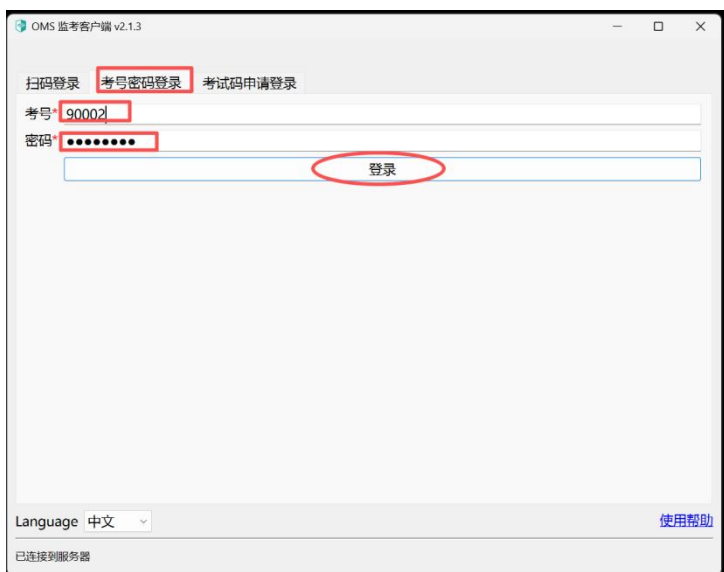 OMS 监考客户端 v2.1.3
扫码登录 考号密码登录 考试码申请登录
考号* 90002
密码* ●●●●●●●●
登录
Language 中文 使用帮助
已连接到服务器